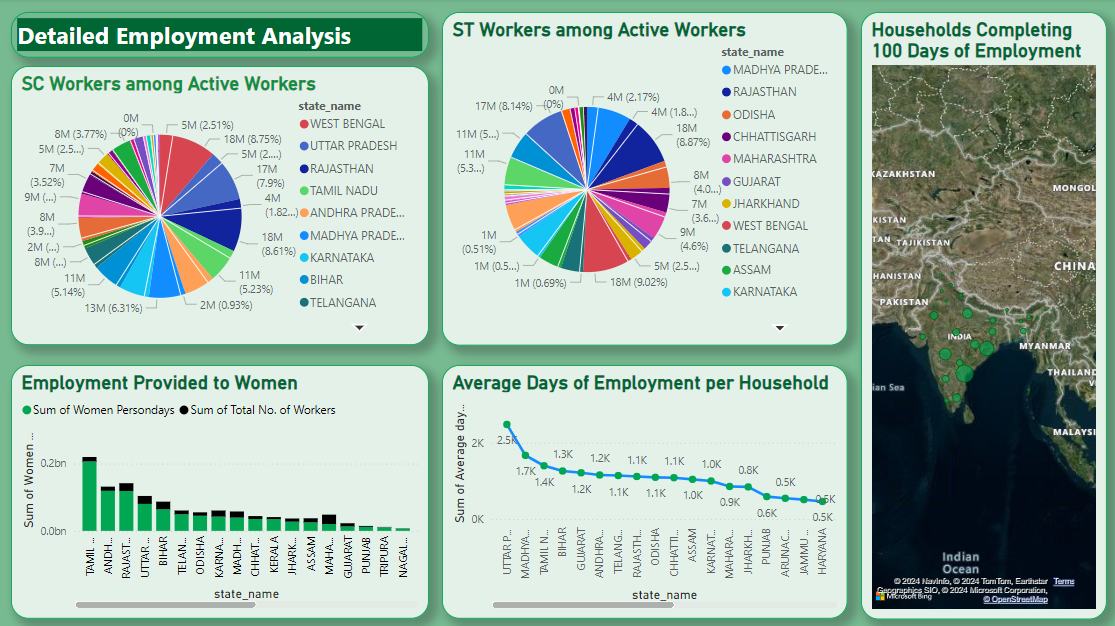 Detailed Employment Analysis
SC Workers among Active Workers
state_name
WEST BENGAL
UTTAR PRADESH
RAJASTHAN
TAMIL NADU
ANDHRA PRADE...
MADHYA PRADE...
KARNATAKA
BIHAR
TELANGANA
0M
(0%)
5M (2.51%)
18M (8.75%)
5M (2....)
17M
(7.9%)
4M
(1.82...)
18M
(8.61%)
11M
(5.23%)
2M (0.93%)
13M (6.31%)
11M
(5.14%)
8M (...)
2M (...)
8M
(3.9...)
9M (...)
7M
(3.52%)
5M (2.5...)
8M (3.77%)
ST Workers among Active Workers
state_name
MADHYA PRADE...
RAJASTHAN
ODISHA
CHHATTISGARH
MAHARASHTRA
GUJARAT
JHARKHAND
WEST BENGAL
TELANGANA
ASSAM
KARNATAKA
0M
(0%)
4M (2.17%)
4M (1.8...)
18M
(8.87%)
8M
(4.0...)
7M
(3.6...)
9M
(4.6%)
5M (2.5...)
18M (9.02%)
1M (0.69%)
1M (0.5...)
1M
(0.51%)
11M
(5.3...)
11M (5...)
17M (8.14%)
Households Completing
100 Days of Employment
KAZAKHSTAN
MONGOL
KISTAN
TAN
TAJIKISTAN
HANISTAN
CHINA
PAKISTAN
INDIA
MYANMAR
THAILAND
ian Sea
MALAYSI
Indian
Ocean
© 2024 NavInfo, © 2024 TomTom, Earthstar Terms
Geographics SIO, © 2024 Microsoft Corporation,
Microsoft Bing
© OpenStreetMap
Employment Provided to Women
Sum of Women Persondays
Sum of Total No. of Workers
Sum of Women ...
0.2bn
0.0bn
TAMIL ...
ANDH...
RAJAST...
UTTAR ...
BIHAR
TELAN...
ODISHA
KARNA...
MADH...
CHHAT...
KERALA
JHARK...
ASSAM
MAHA...
GUJARAT
PUNJAB
TRIPURA
NAGAL...
state_name
Average Days of Employment per Household
Sum of Average day...
2K
0K
2.5K
1.7K
1.4K
1.3K
1.2K
1.2K
1.1K
1.1K
1.1K
1.1K
1.0K
1.0K
0.9K
0.8K
0.6K
0.5K
0.5K
0.5K
UTTAR P...
MADHYA...
TAMIL N...
BIHAR
GUJARAT
ANDHRA...
TELANG...
RAJASTH...
ODISHA
CHHATTI...
ASSAM
KARNAT...
MAHARA...
JHARKH...
PUNJAB
ARUNAC...
JAMMU ...
HARYANA
state_name